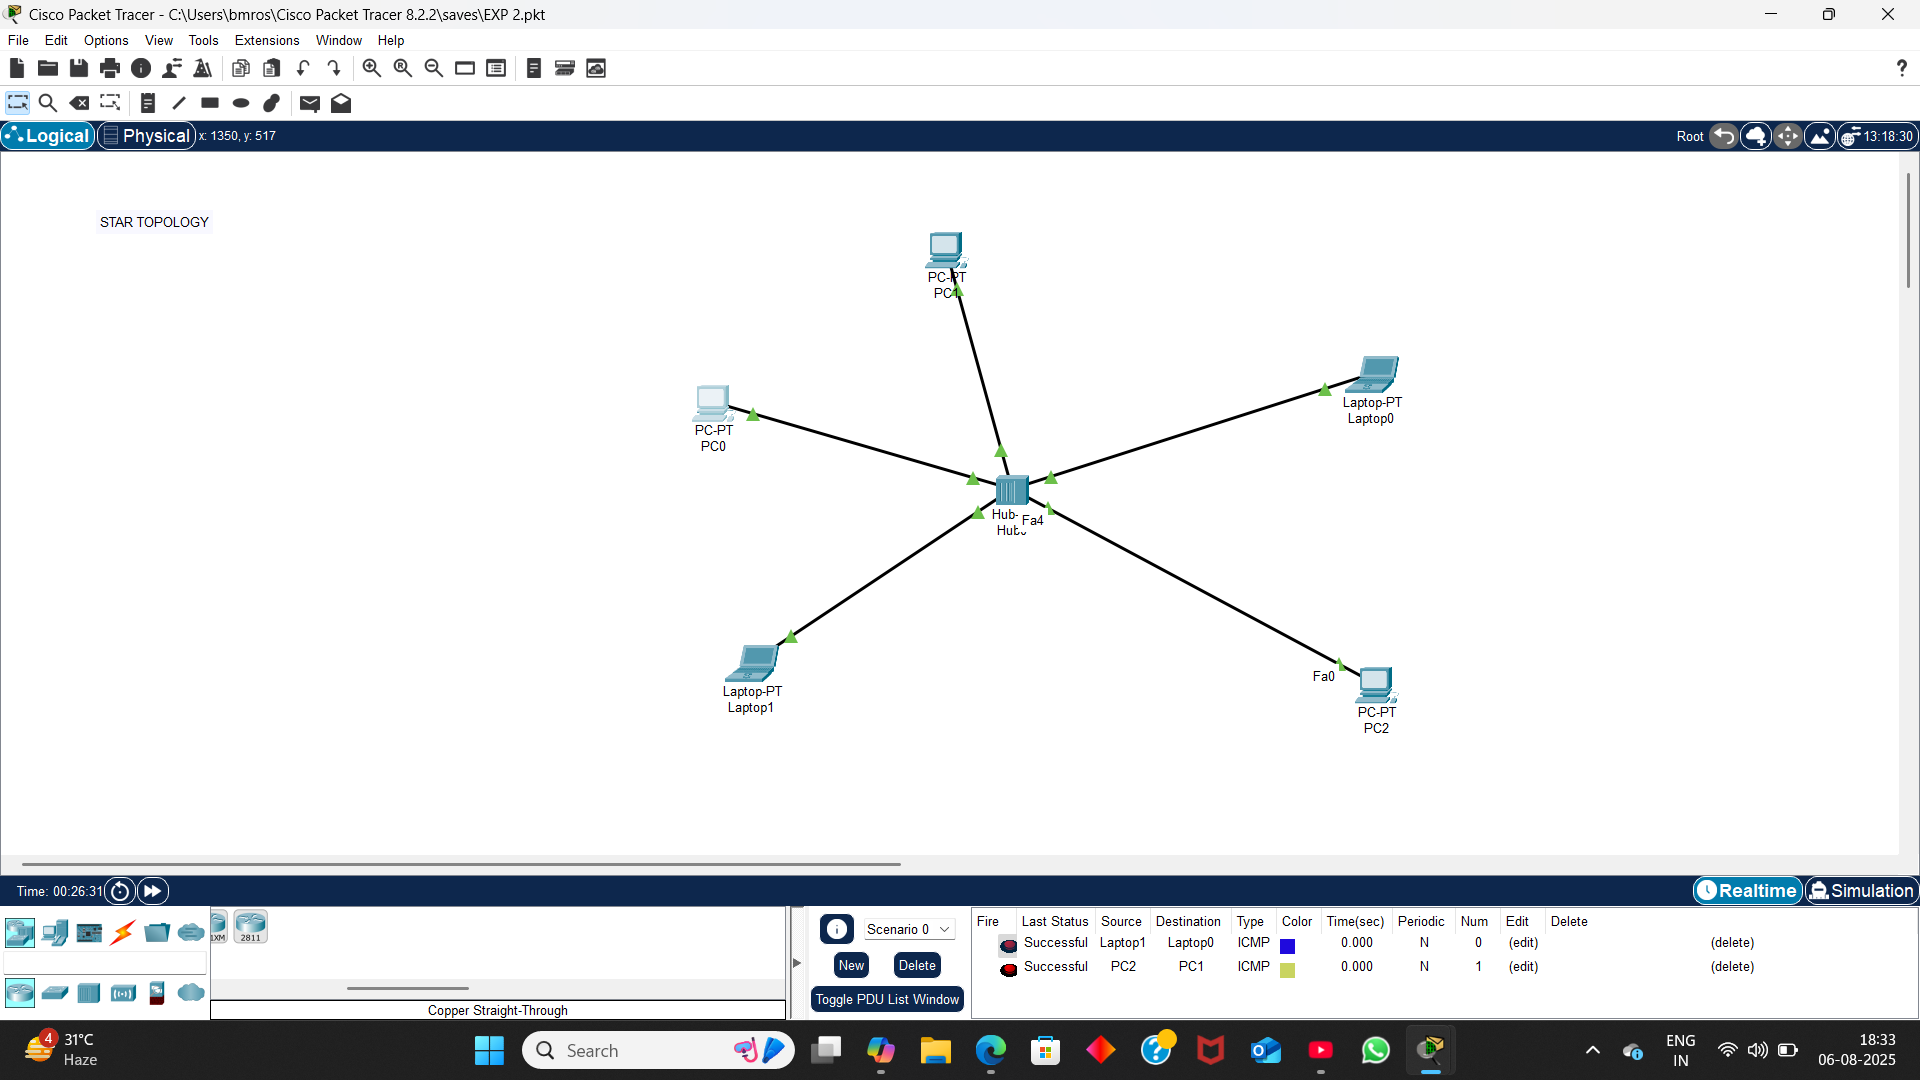 Cisco Packet Tracer - C:\Users\bmros\Cisco Packet Tracer 8.2.2\saves\EXP 2.pkt
File Edit Options View Tools Extensions Window Help
?
Logical Physical x: 1350, y: 517 Root 13:18:30
STAR TOPOLOGY
PC-PT
PC1
Laptop-PT
Laptop0
PC-PT
PC0
Hub-
Fa4
Laptop-PT
Laptop1
Fa0
PC-PT
PC2
Time: 00:26:31 Realtime Simulation
1XM 2811
Copper Straight-Through
Scenario 0
New Delete
Toggle PDU List Window
Fire Last Status Source Destination Type Color Time(sec) Periodic Num Edit Delete
Successful Laptop1 Laptop0 ICMP 0.000 N 0 (edit) (delete)
Successful PC2 PC1 ICMP 0.000 N 1 (edit) (delete)
4 31°C
Haze
Search
ENG
IN
18:33
06-08-2025